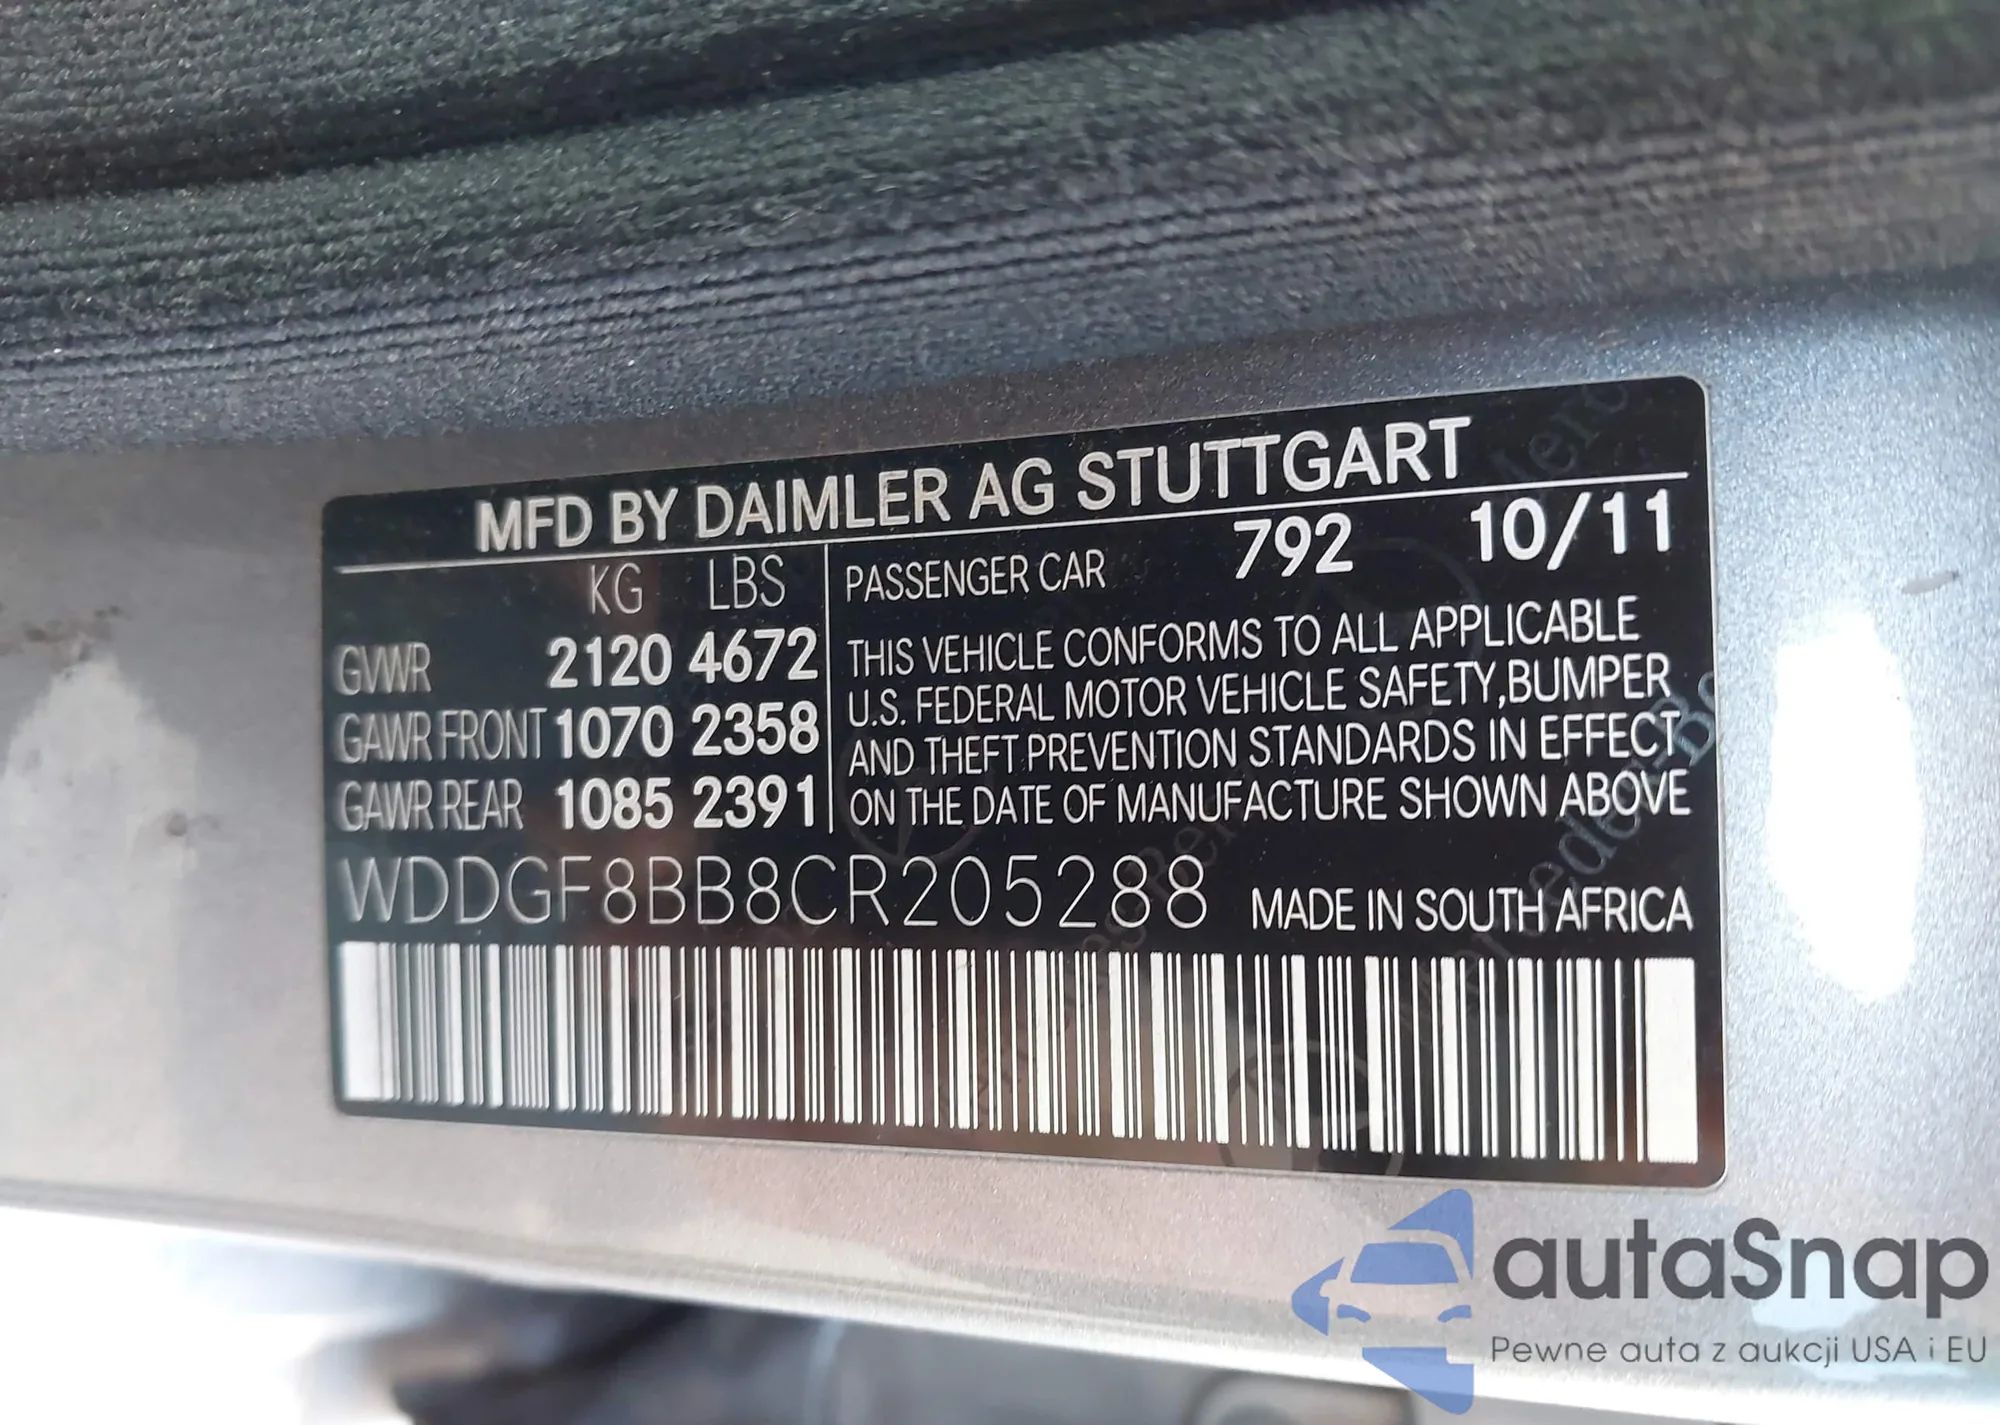 MFD BY DAIMLER AG STUTTGART
KG LBS
GVWR 2120 4672
GAWR FRONT 1070 2358
GAWR REAR 1085 2391
PASSENGER CAR 792 10/11
THIS VEHICLE CONFORMS TO ALL APPLICABLE
U.S. FEDERAL MOTOR VEHICLE SAFETY,BUMPER
AND THEFT PREVENTION STANDARDS IN EFFECT
ON THE DATE OF MANUFACTURE SHOWN ABOVE
WDDGF8BB8CR205288 MADE IN SOUTH AFRICA
autaSnap
Pewne auta z aukcji USA i EU